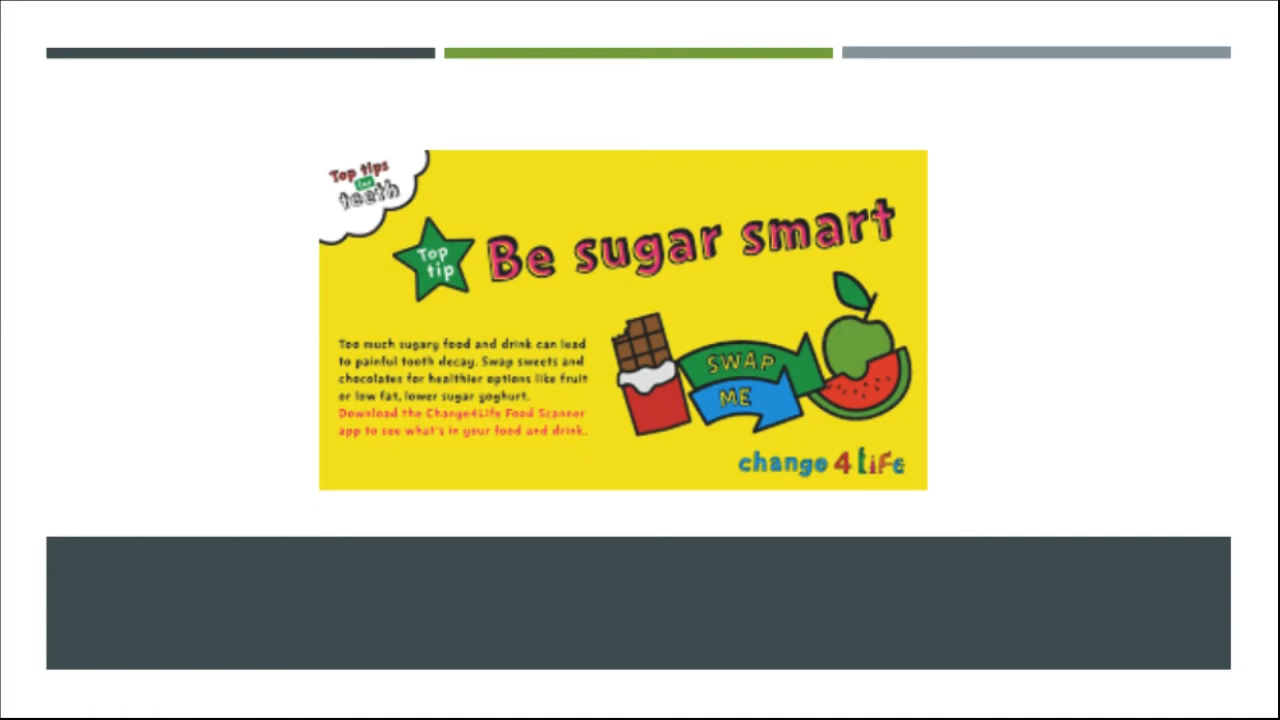 Top tips
for
teeth
Top
tip
Be sugar smart
Too much sugary food and drink can lead
to painful tooth decay. Swap sweets and
chocolates for healthier options like fruit
or low fat, lower sugar yoghurt.
Download the Change4Life Food Scanner
app to see what's in your food and drink.
SWAP
ME
change 4 LiFe